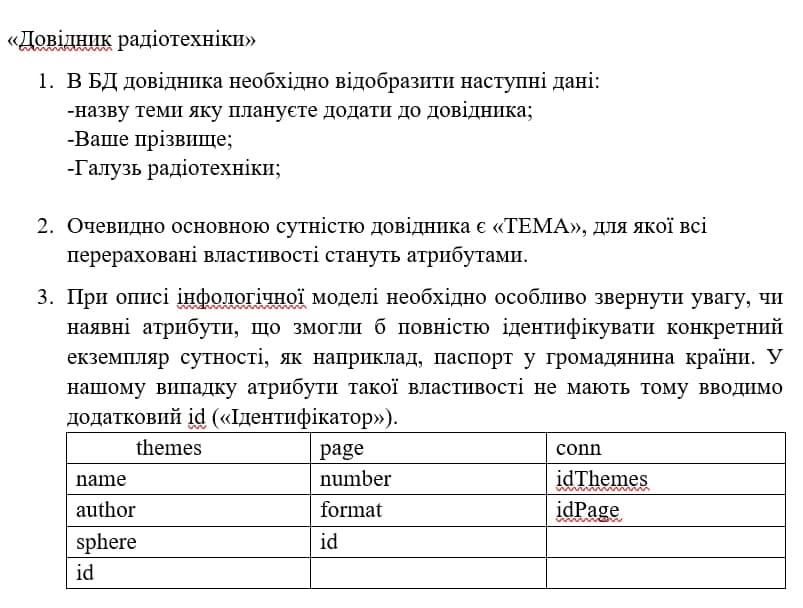 «Довідник радіотехніки»
1. В БД довідника необхідно відобразити наступні дані:
-назву теми яку плануєте додати до довідника;
-Ваше прізвище;
-Галузь радіотехніки;
2. Очевидно основною сутністю довідника є «ТЕМА», для якої всі
перераховані властивості стануть атрибутами.
3. При описі інфологічної моделі необхідно особливо звернути увагу, чи
наявні атрибути, що змогли б повністю ідентифікувати конкретний
екземпляр сутності, як наприклад, паспорт у громадянина країни. У
нашому випадку атрибути такої властивості не мають тому вводимо
додатковий id («Ідентифікатор»).
themes page conn
name number idThemes
author format idPage
sphere id
id